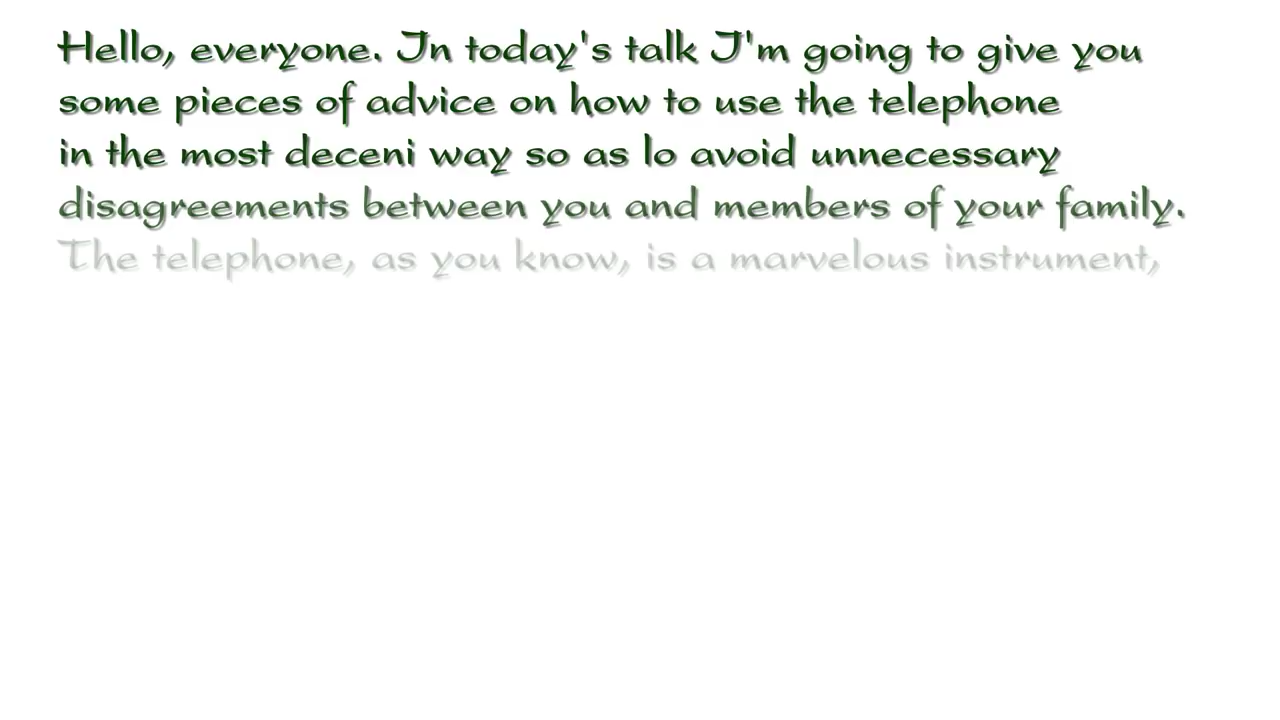 Hello, everyone. In today's talk I'm going to give you
some pieces of advice on how to use the telephone
in the most deceni way so as lo avoid unnecessary
disagreements between you and members of your family.
The telephone, as you know, is a marvelous instrument,